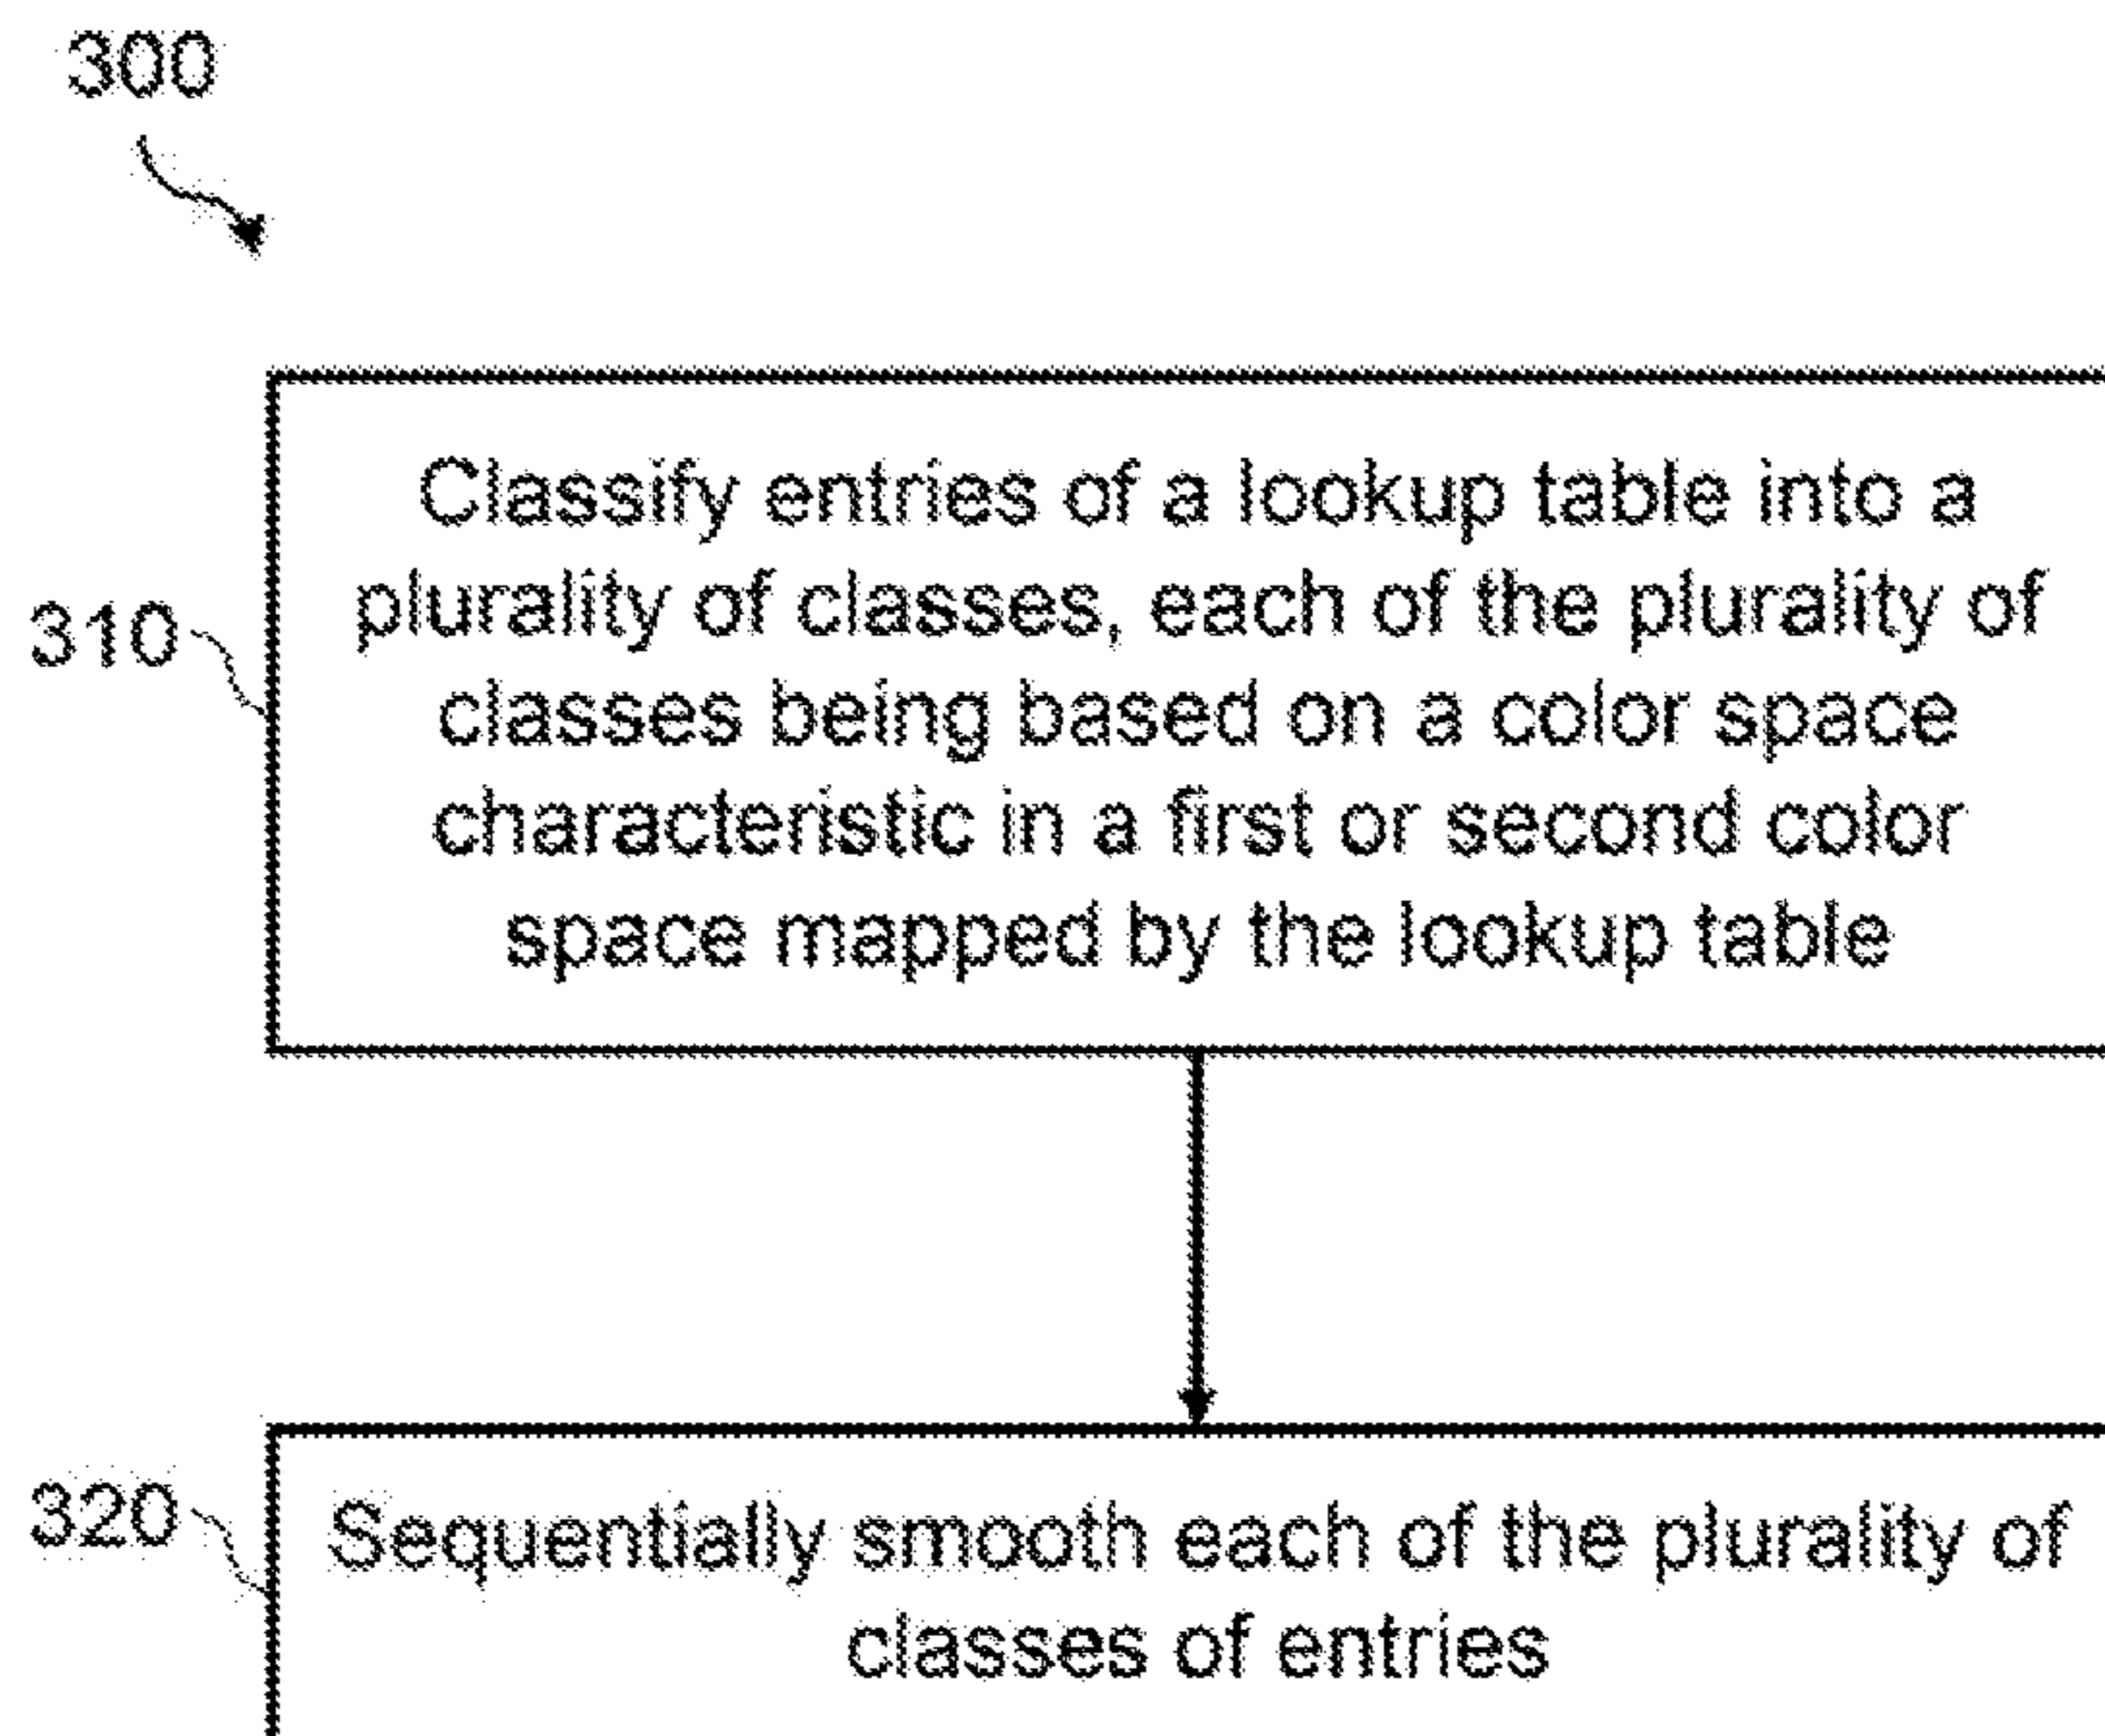 300
310
Classify entries of a lookup table into a
plurality of classes, each of the plurality of
classes being based on a color space
characteristic in a first or second color
space mapped by the lookup table
320
Sequentially smooth each of the plurality of
classes of entries